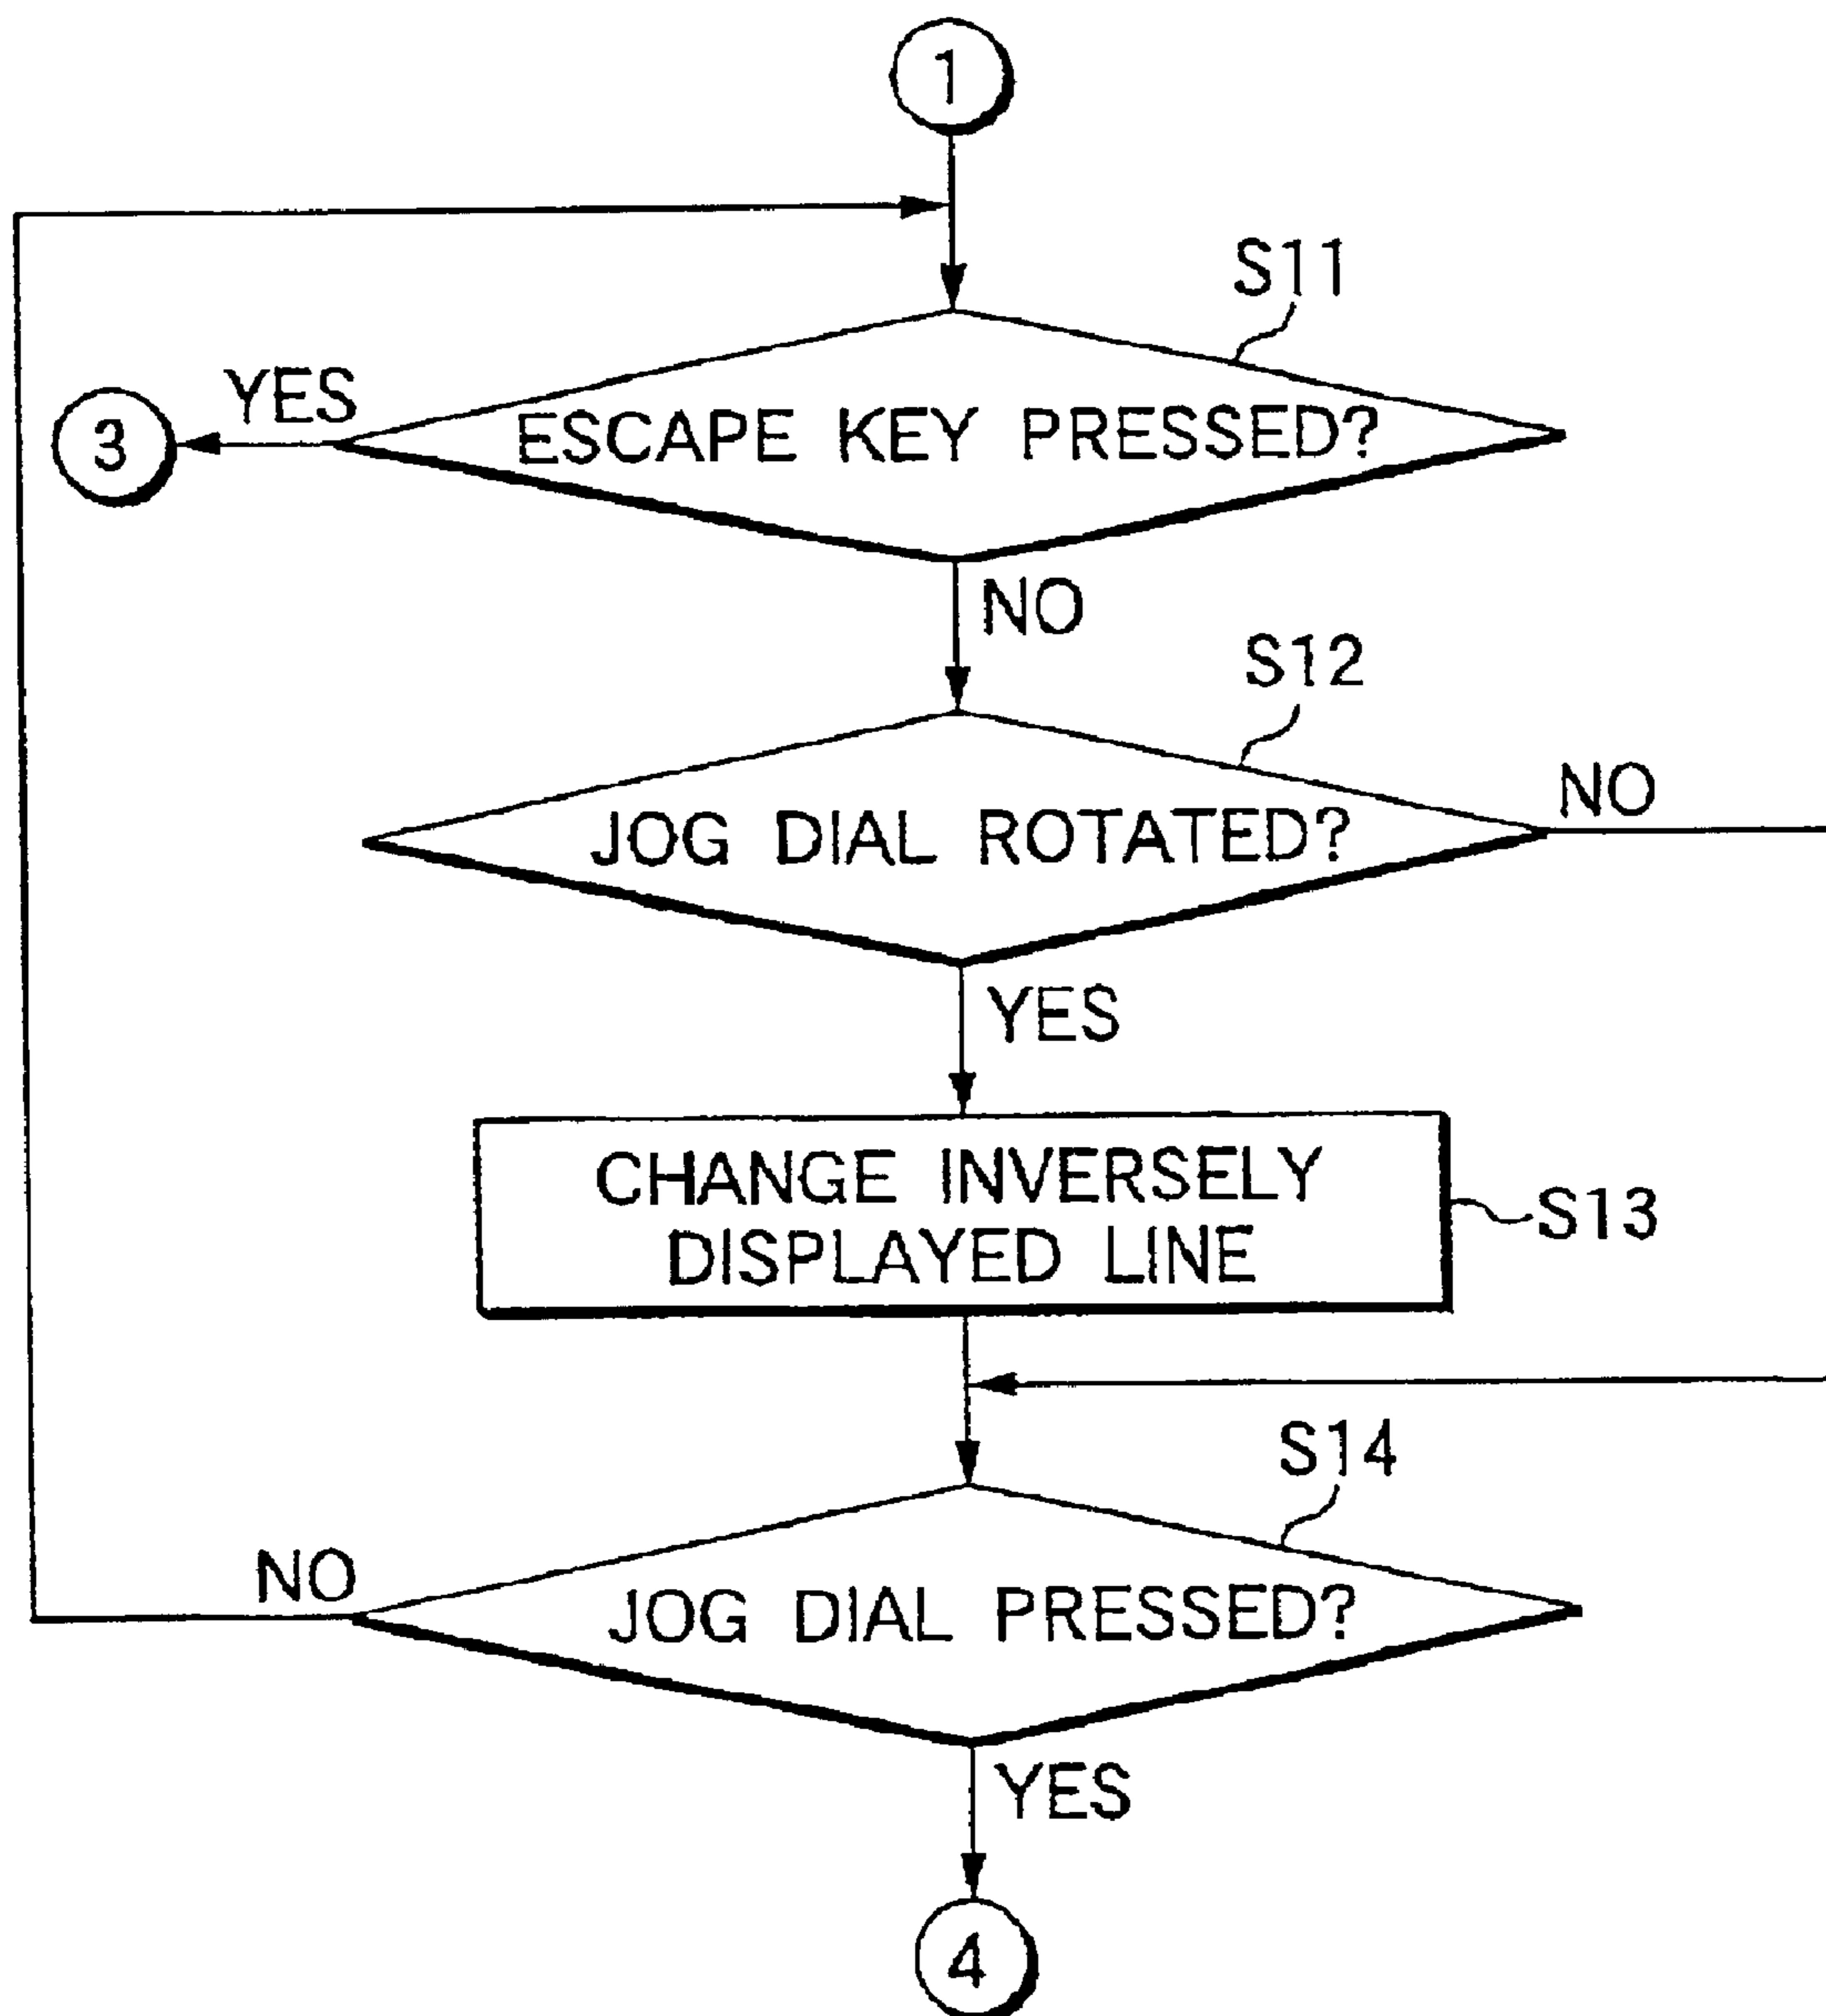 1
S11
YES
3
ESCAPE KEY PRESSED?
NO
S12
NO
JOG DIAL ROTATED?
YES
CHANGE INVERSELY
DISPLAYED LINE
S13
S14
NO
JOG DIAL PRESSED?
YES
4